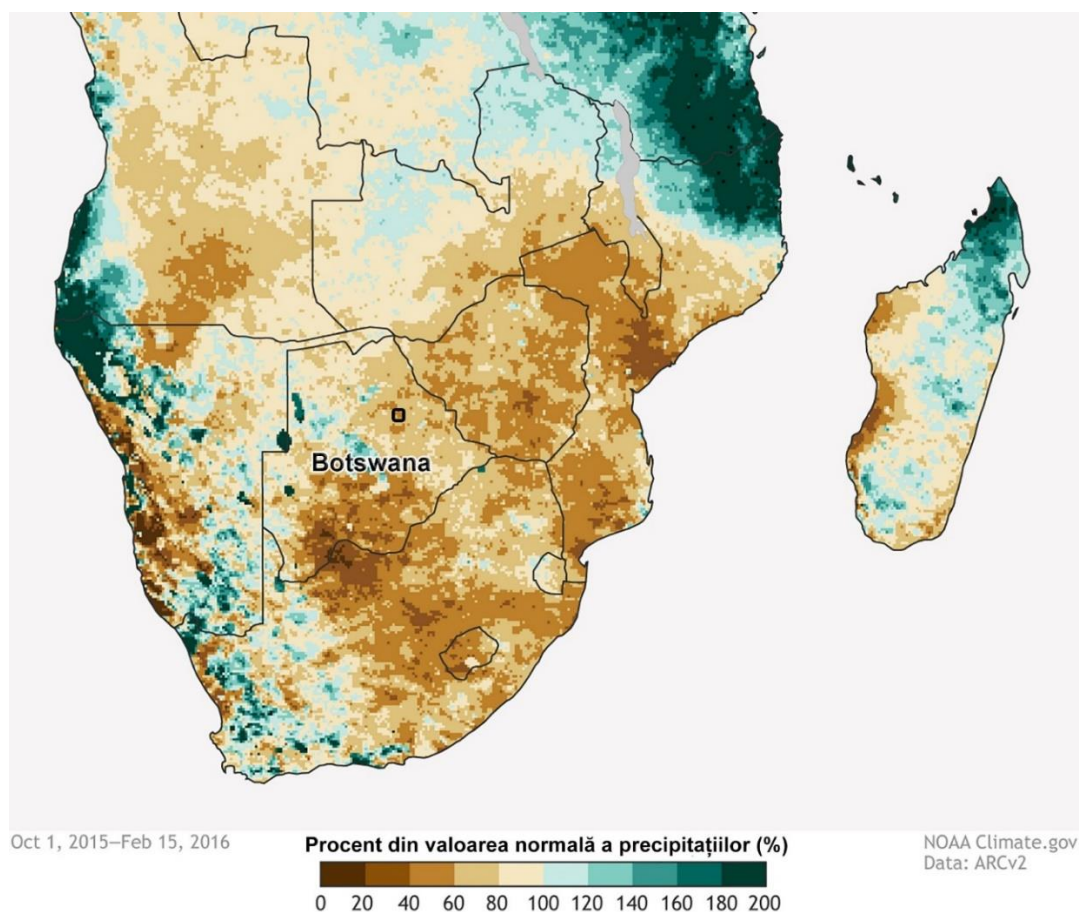 Botswana
Oct 1, 2015–Feb 15, 2016
Procent din valoarea normală a precipitațiilor (%)
NOAA Climate.gov
Data: ARCv2
0 20 40 60 80 100 120 140 160 180 200